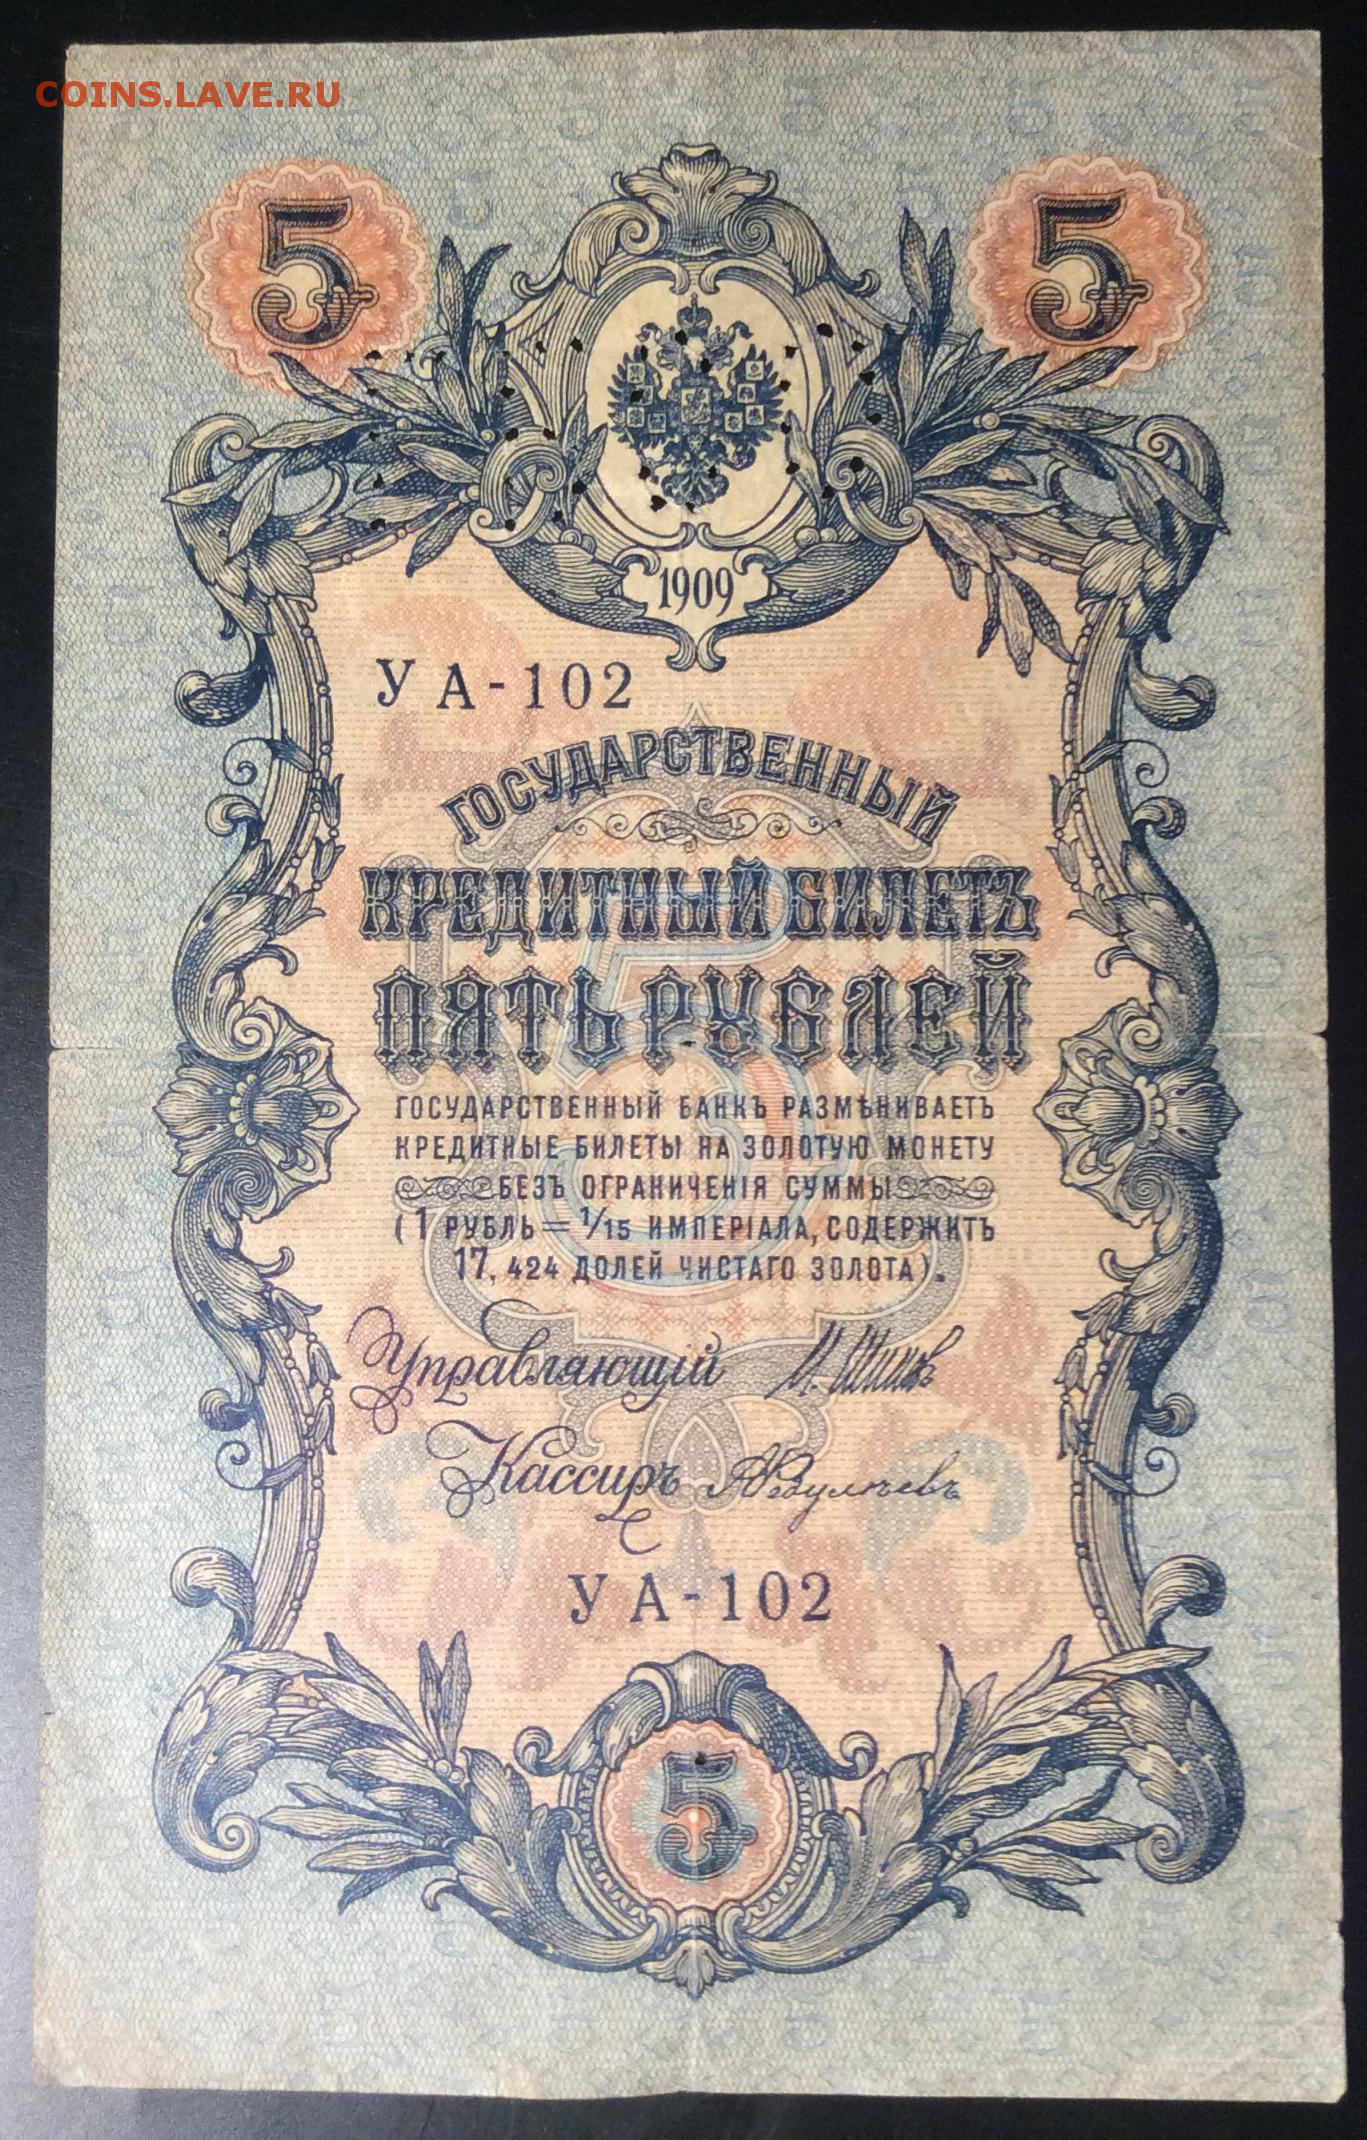 COINS.LAVE.RU
5 5
1909
УА-102
ГОСУДАРСТВЕННЫЙ
КРЕДИТНЫЙ БИЛЕТЪ
5
ПЯТЬ РУБЛЕЙ
ГОСУДАРСТВЕННЫЙ БАНКЪ РАЗМѢНИВАЕТЪ
КРЕДИТНЫЕ БИЛЕТЫ НА ЗОЛОТУЮ МОНЕТУ
БЕЗЪ ОГРАНИЧЕНІЯ СУММЫ
(1 РУБЛЬ = 1/15 ИМПЕРІАЛА, СОДЕРЖИТЪ
17,424 ДОЛЕЙ ЧИСТАГО ЗОЛОТА).
Управляющій И. Шиповъ
Кассиръ
УА-102
5